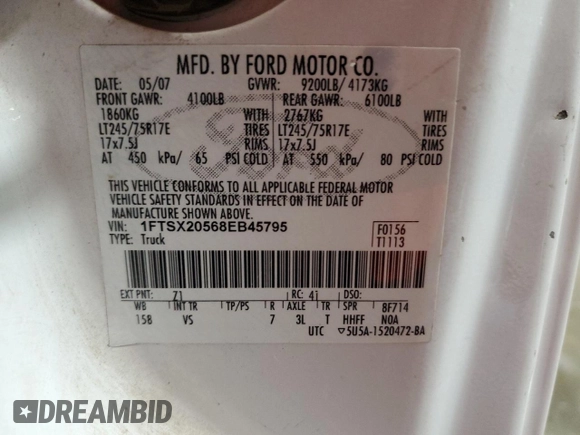 MFD. BY FORD MOTOR CO.
DATE: 05/07 GVWR: 9200LB/ 4173KG
FRONT GAWR: 4100LB REAR GAWR: 6100LB
1860KG WITH 2767KG WITH
LT245/75R17E TIRES LT245/75R17E TIRES
17x7.5J RIMS 17x7.5J RIMS
AT 450 kPa/ 65 PSI COLD AT 550 kPa/ 80 PSI COLD
THIS VEHICLE CONFORMS TO ALL APPLICABLE FEDERAL MOTOR
VEHICLE SAFETY STANDARDS IN EFFECT ON THE DATE OF
MANUFACTURE SHOWN ABOVE.
VIN: 1FTSX20568EB45795 F0156
TYPE: Truck T1113
EXT PNT: Z1 RC: 41 DSO:
WB INT TR TP/PS R AXLE TR SPR 8F714
158 VS 7 3L T HHFF NOA
UTC ▽5U5A-1520472-BA
DREAMBID